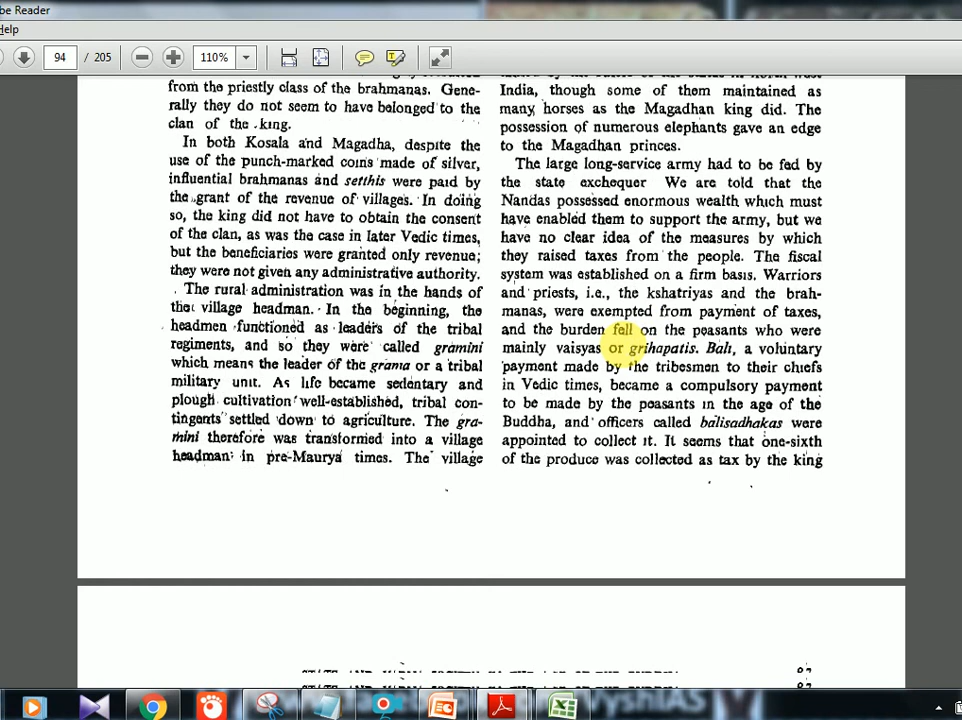 be Reader
Help
94 / 205 110%
from the priestly class of the brahmanas. Gene-
rally they do not seem to have belonged to the
clan of the king.
In both Kosala and Magadha, despite the
use of the punch-marked coins made of silver,
influential brahmanas and setthis were paid by
the grant of the revenue of villages. In doing
so, the king did not have to obtain the consent
of the clan, as was the case in later Vedic times,
but the beneficiaries were granted only revenue;
they were not given any administrative authority.
The rural administration was in the hands of
the village headman. In the beginning, the
headmen functioned as leaders of the tribal
regiments, and so they were called gramini
which means the leader of the grama or a tribal
military unit. As life became sedentary and
plough cultivation well-established, tribal con-
tingents settled down to agriculture. The gra-
mini therefore was transformed into a village
headman in pre-Maurya times. The village
India, though some of them maintained as
many horses as the Magadhan king did. The
possession of numerous elephants gave an edge
to the Magadhan princes.
The large long-service army had to be fed by
the state exchequer We are told that the
Nandas possessed enormous wealth which must
have enabled them to support the army, but we
have no clear idea of the measures by which
they raised taxes from the people. The fiscal
system was established on a firm basis. Warriors
and priests, i.e., the kshatriyas and the brah-
manas, were exempted from payment of taxes,
and the burden fell on the peasants who were
mainly vaisyas or grihapatis. Bali, a voluntary
payment made by the tribesmen to their chiefs
in Vedic times, became a compulsory payment
to be made by the peasants in the age of the
Buddha, and officers called balisadhakas were
appointed to collect it. It seems that one-sixth
of the produce was collected as tax by the king